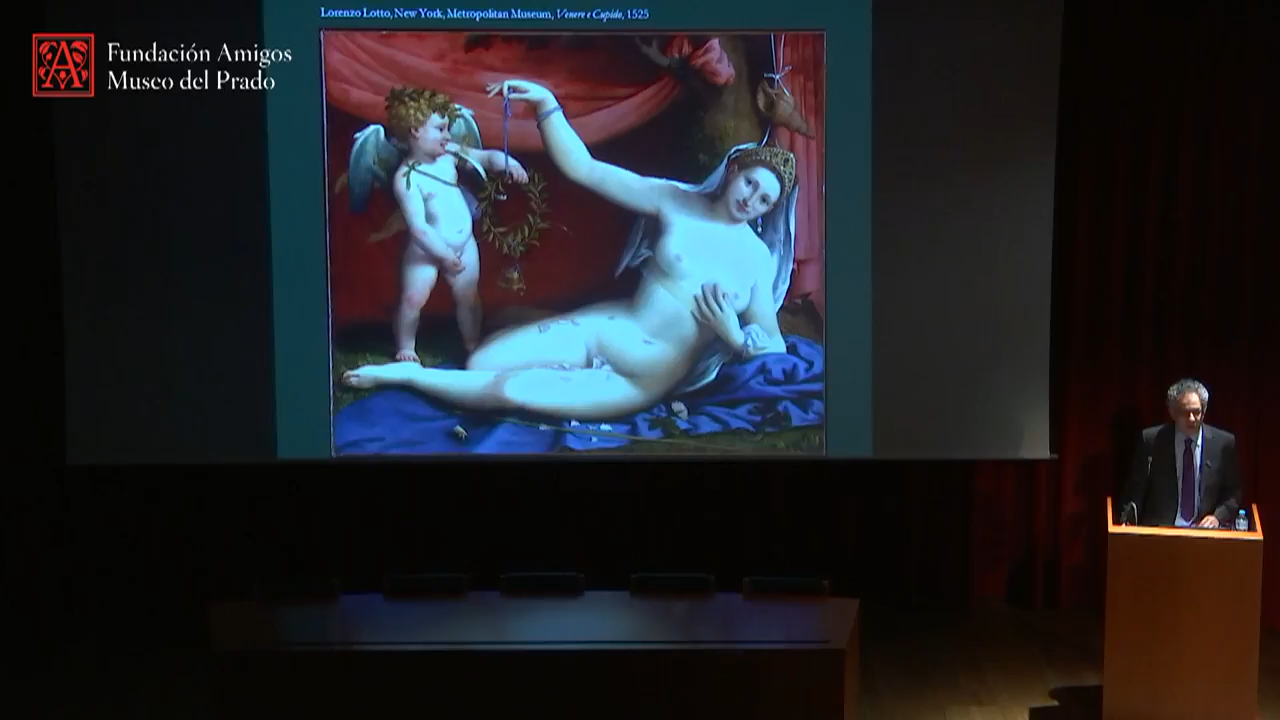 Lorenzo Lotto, New York, Metropolitan Museum, Venere e Cupido, 1525
Fundación Amigos
Museo del Prado